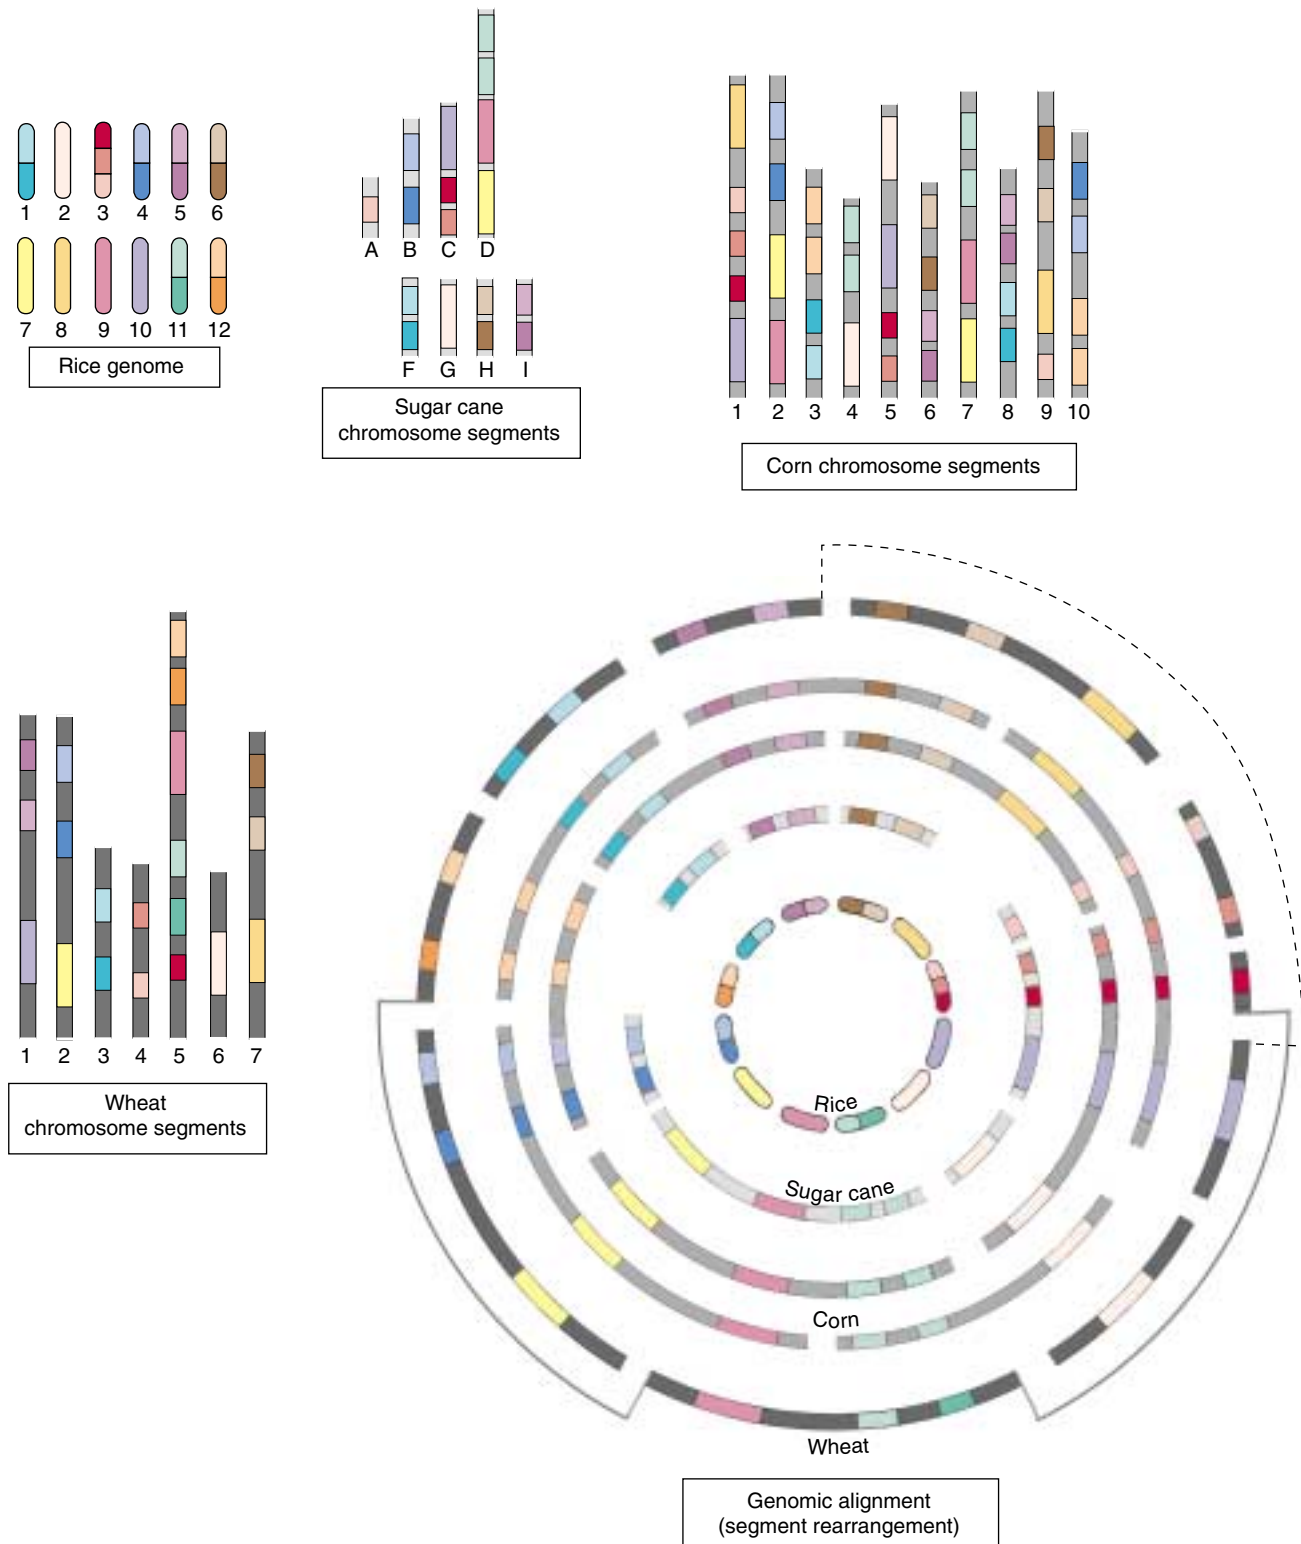 1 2 3 4 5 6
7 8 9 10 11 12
Rice genome
A B C D
F G H I
Sugar cane
chromosome segments
1 2 3 4 5 6 7 8 9 10
Corn chromosome segments
1 2 3 4 5 6 7
Wheat
chromosome segments
Rice
Sugar cane
Corn
Wheat
Genomic alignment
(segment rearrangement)